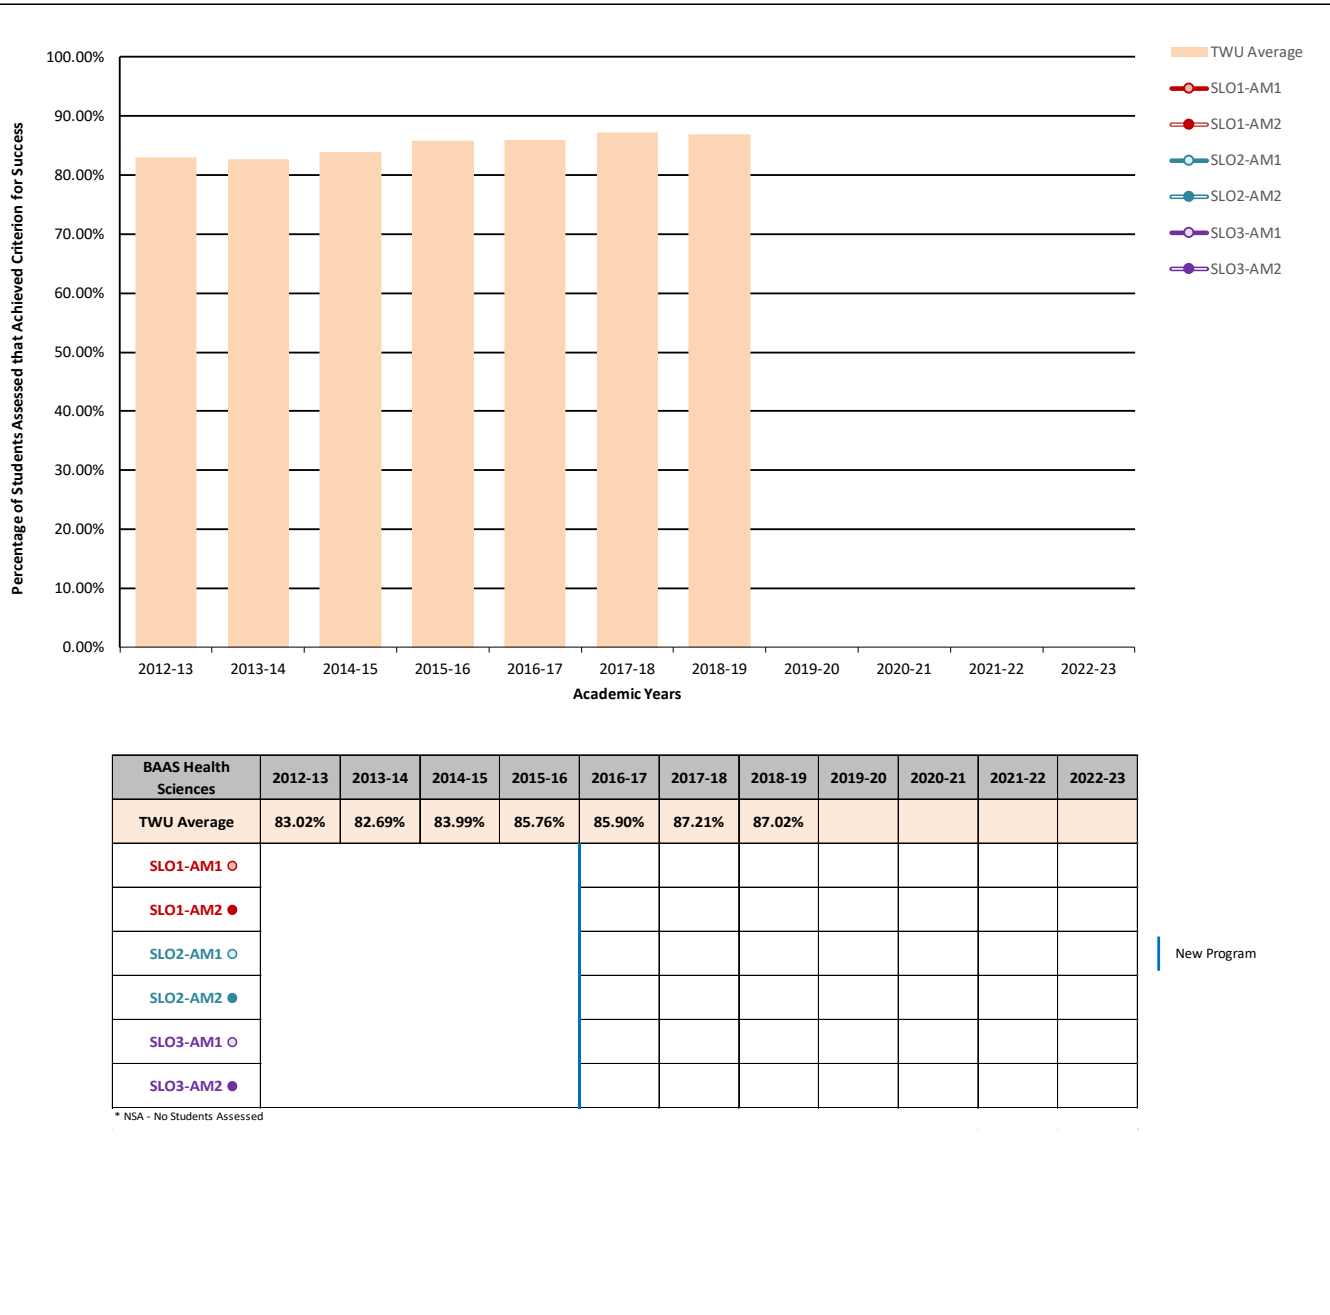 100.00%
90.00%
80.00%
70.00%
60.00%
50.00%
40.00%
30.00%
20.00%
10.00%
0.00%
Percentage of Students Assessed that Achieved Criterion for Success
2012-13 2013-14 2014-15 2015-16 2016-17 2017-18 2018-19 2019-20 2020-21 2021-22 2022-23
Academic Years
TWU Average
SLO1-AM1
SLO1-AM2
SLO2-AM1
SLO2-AM2
SLO3-AM1
SLO3-AM2
BAAS Health
Sciences
2012-13 2013-14 2014-15 2015-16 2016-17 2017-18 2018-19 2019-20 2020-21 2021-22 2022-23
TWU Average 83.02% 82.69% 83.99% 85.76% 85.90% 87.21% 87.02%
SLO1-AM1
SLO1-AM2
SLO2-AM1
SLO2-AM2
SLO3-AM1
SLO3-AM2
New Program
* NSA - No Students Assessed